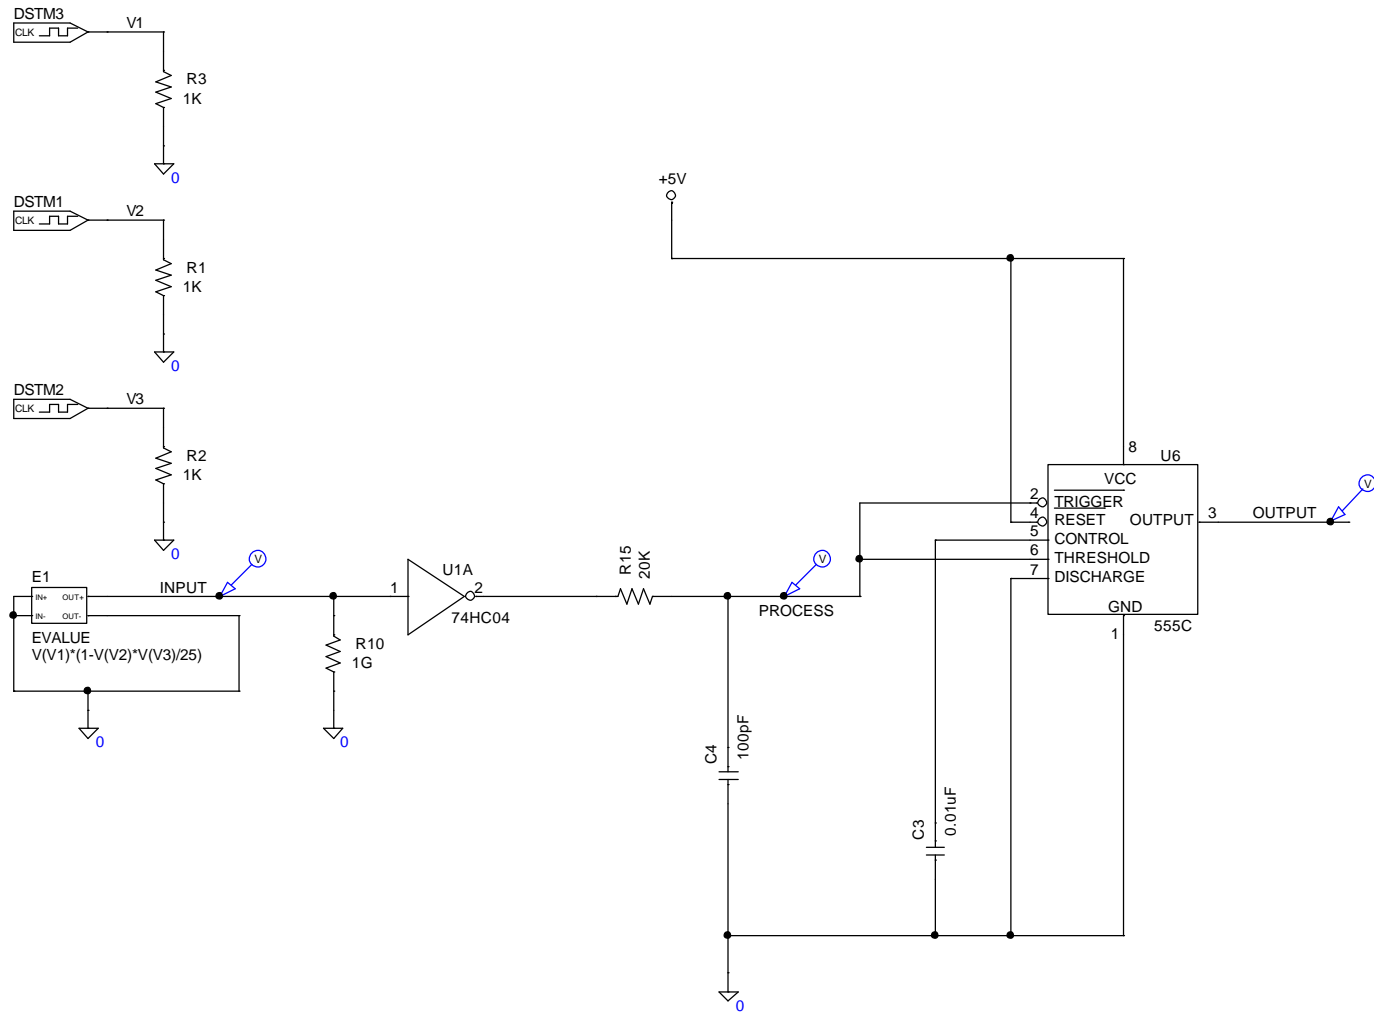 DSTM3
CLK
V1
R3
1K
0
DSTM1
CLK
V2
R1
1K
0
DSTM2
CLK
V3
R2
1K
0
+5V
8
U6
VCC
2
TRIGGER
4
RESET
OUTPUT
3
OUTPUT
V
5
CONTROL
6
THRESHOLD
7
DISCHARGE
GND
1
555C
E1
IN+
OUT+
IN-
OUT-
EVALUE
V(V1)*(1-V(V2)*V(V3)/25)
0
INPUT
V
R10
1G
0
1
U1A
2
74HC04
R15
20K
V
PROCESS
C4
100pF
C3
0.01uF
0